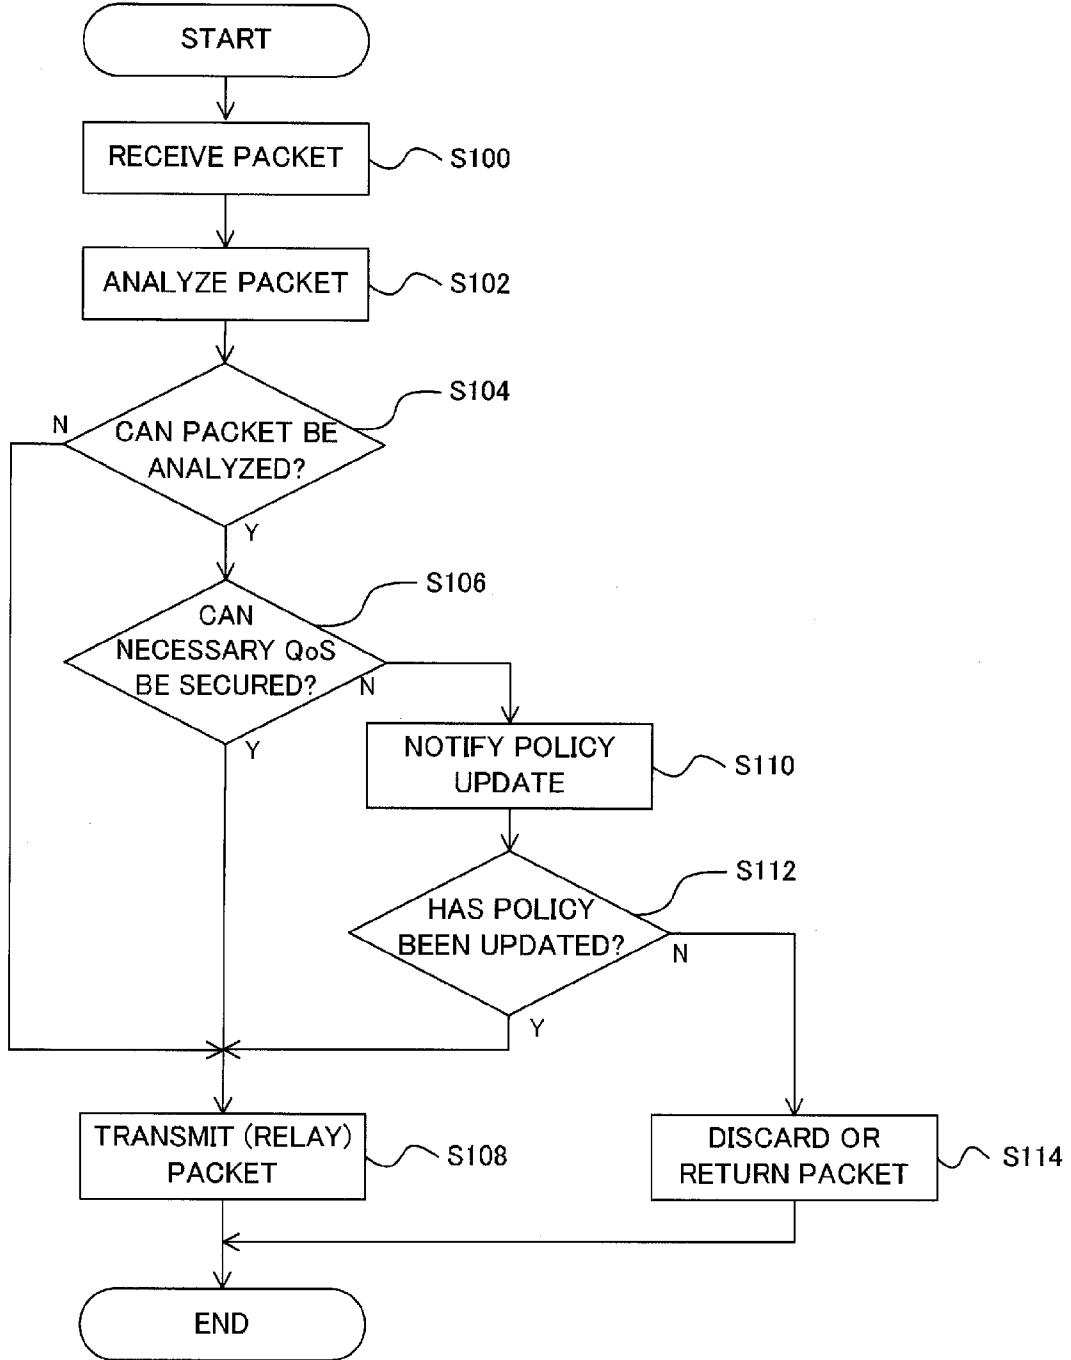 START
RECEIVE PACKET
S100
ANALYZE PACKET
S102
S104
N
CAN PACKET BE
ANALYZED?
Y
S106
CAN
NECESSARY QoS
BE SECURED?
N
Y
NOTIFY POLICY
UPDATE
S110
S112
HAS POLICY
BEEN UPDATED?
N
Y
TRANSMIT (RELAY)
PACKET
S108
DISCARD OR
RETURN PACKET
S114
END